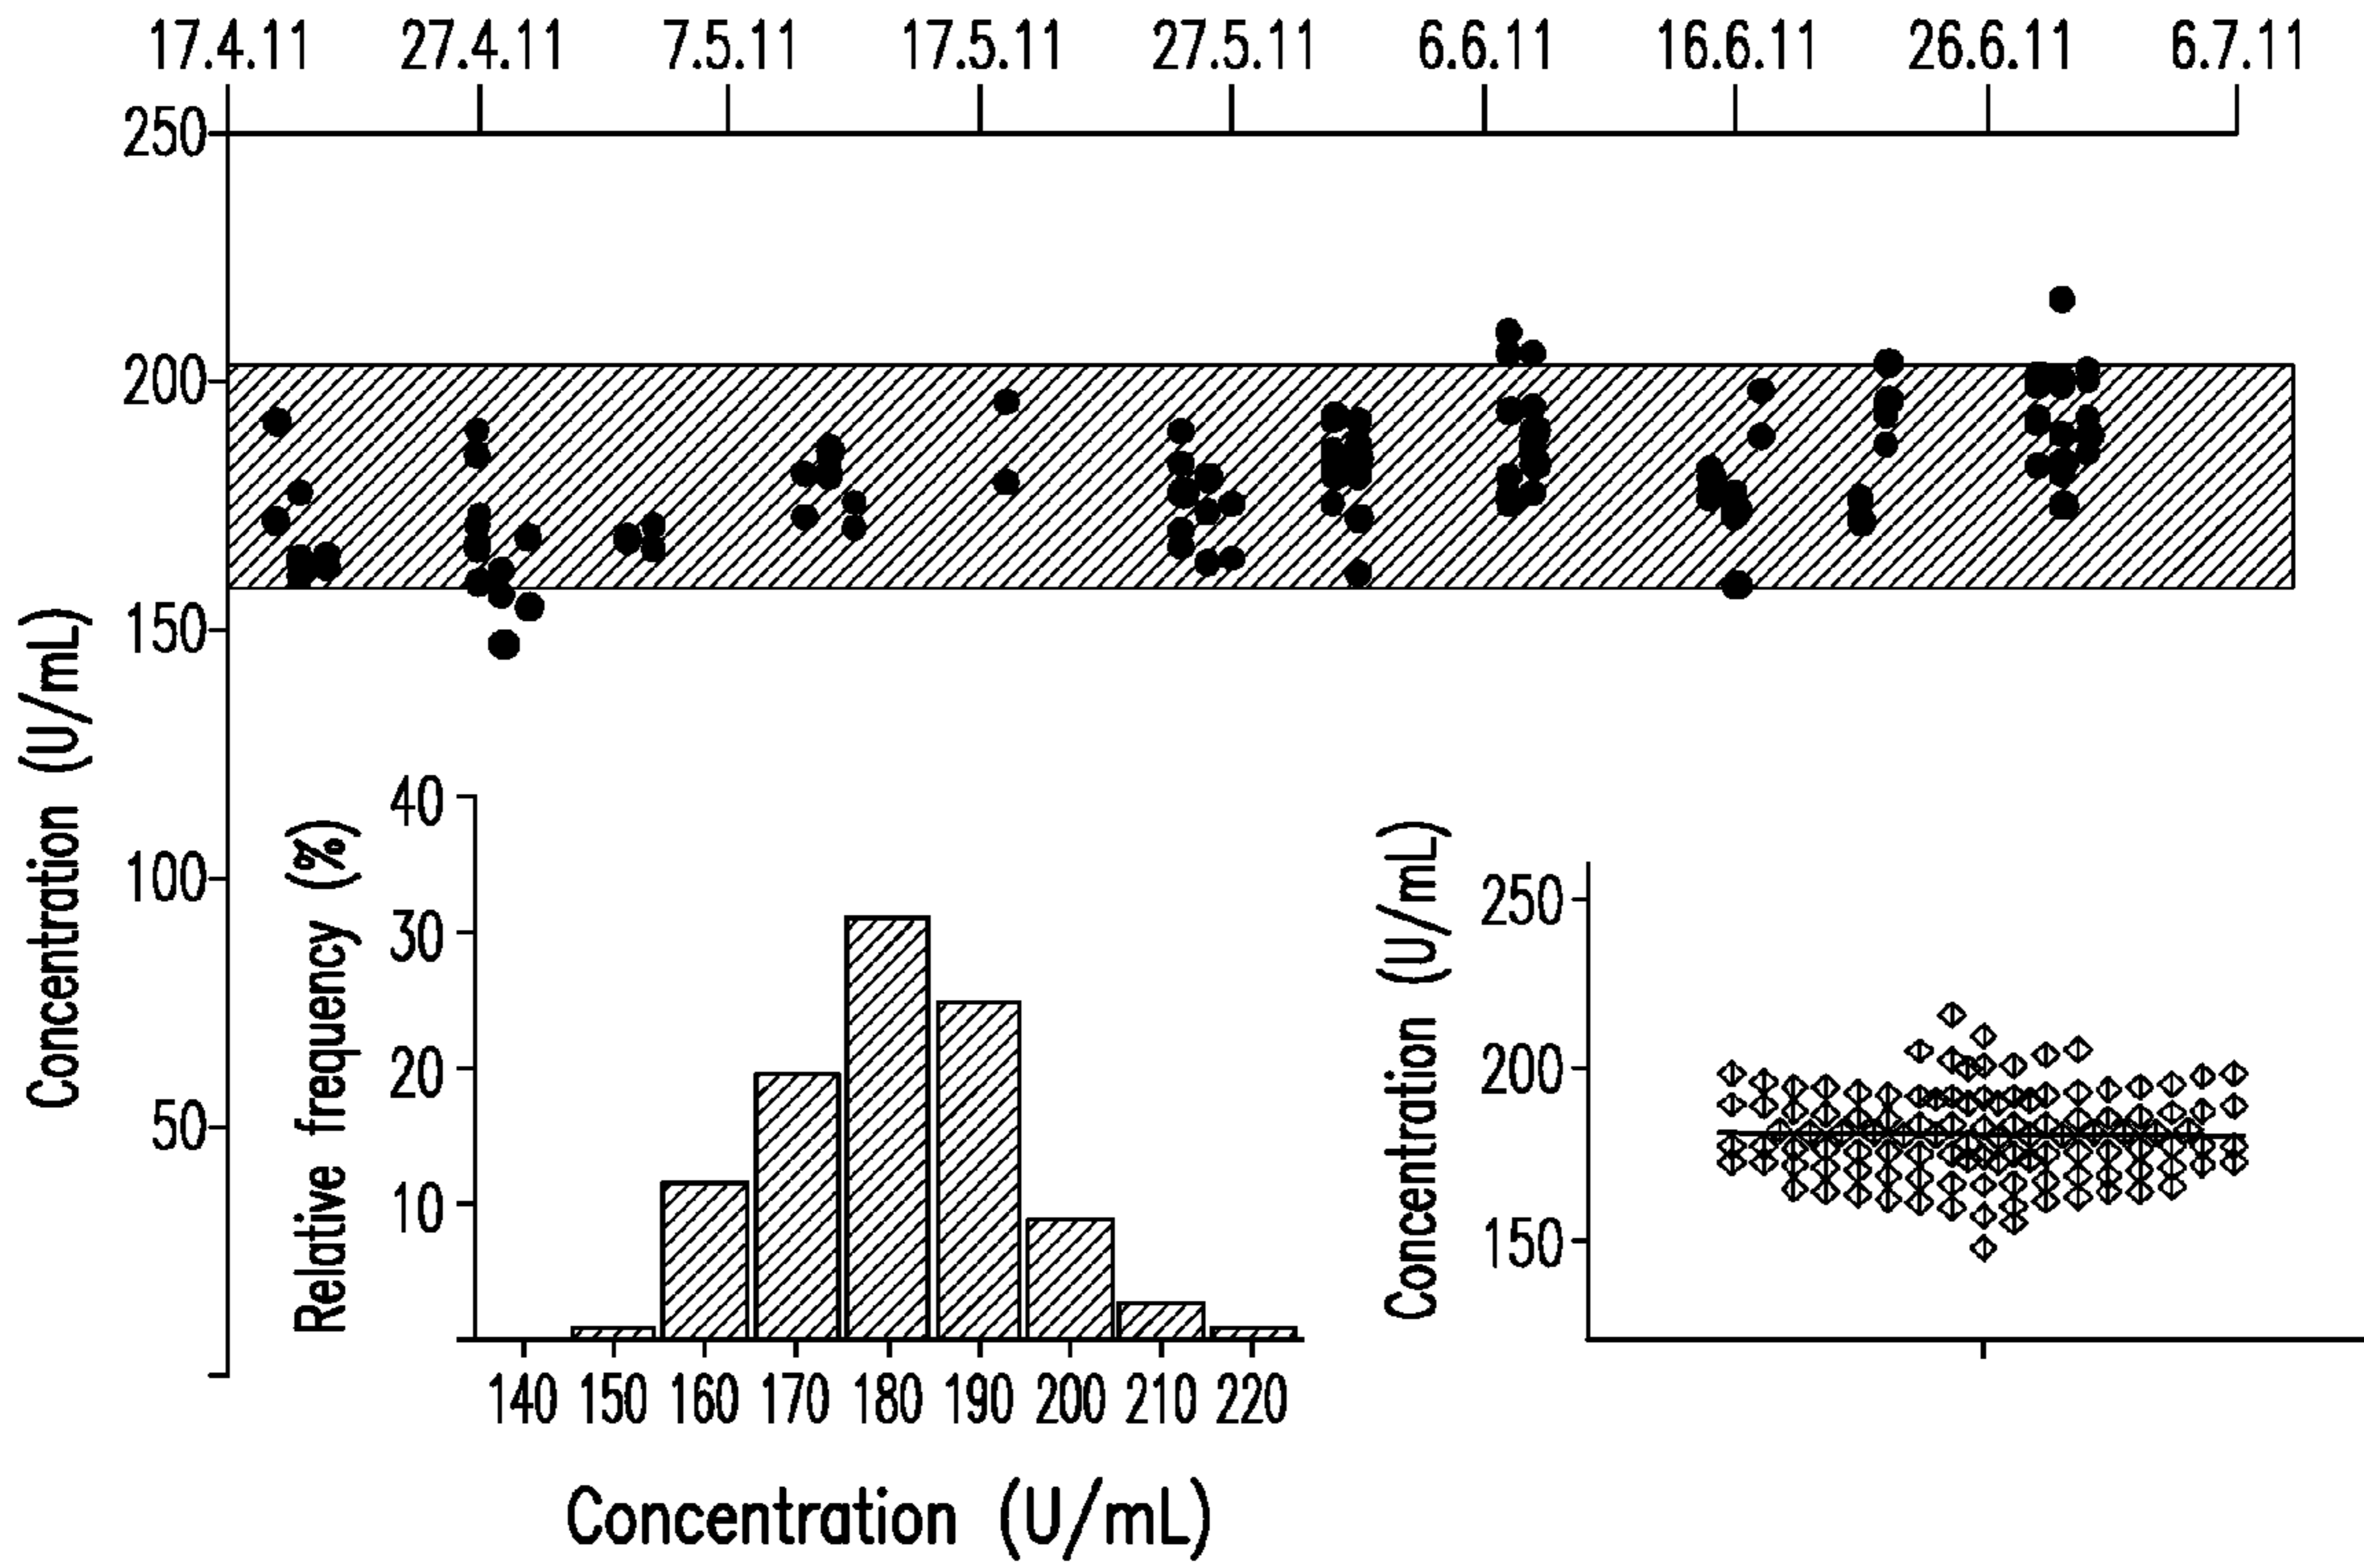 17.4.11 27.4.11 7.5.11 17.5.11 27.5.11 6.6.11 16.6.11 26.6.11 6.7.11
250
200
150
100
50
Concentration (U/mL)
40
30
20
10
Relative frequency (%)
140 150 160 170 180 190 200 210 220
Concentration (U/mL)
250
200
150
Concentration (U/mL)